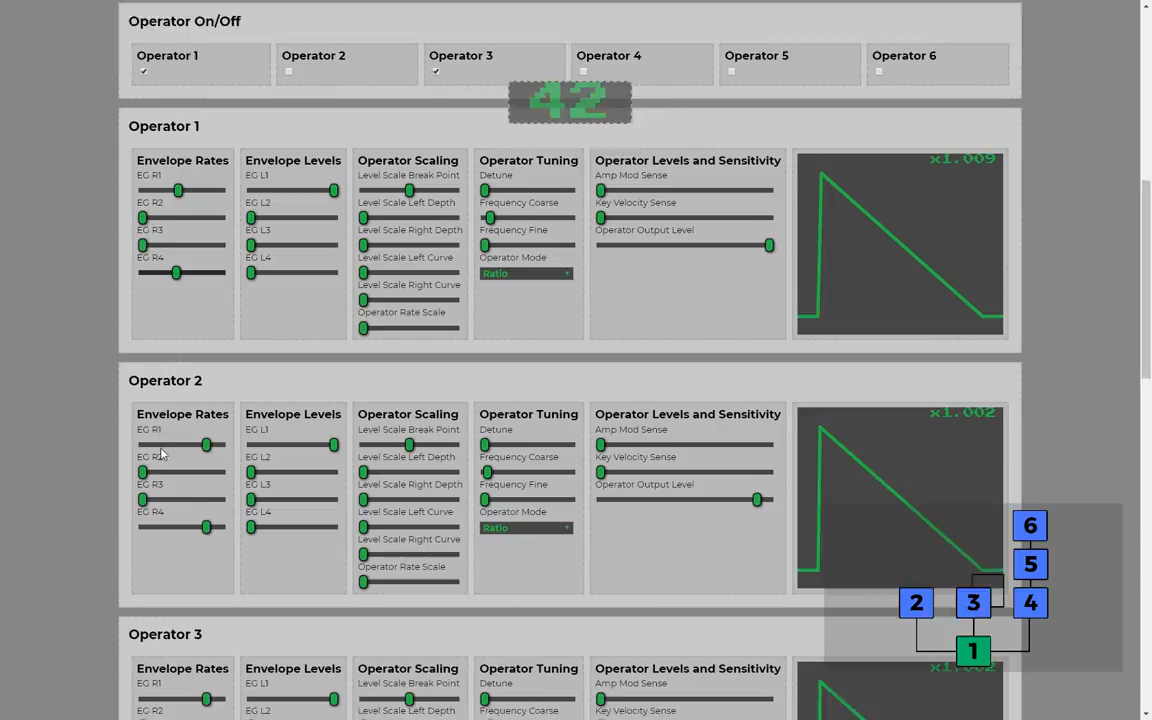 Operator On/Off
Operator 1 Operator 2 Operator 3 Operator 4 Operator 5 Operator 6
42
Operator 1
Envelope Rates Envelope Levels Operator Scaling Operator Tuning Operator Levels and Sensitivity x1.009
EG R1 EG L1 Level Scale Break Point Detune Amp Mod Sense
EG R2 EG L2 Level Scale Left Depth Frequency Coarse Key Velocity Sense
EG R3 EG L3 Level Scale Right Depth Frequency Fine Operator Output Level
EG R4 EG L4 Level Scale Left Curve Operator Mode
Ratio
Level Scale Right Curve
Operator Rate Scale
Operator 2
Envelope Rates Envelope Levels Operator Scaling Operator Tuning Operator Levels and Sensitivity x1.002
EG R1 EG L1 Level Scale Break Point Detune Amp Mod Sense
EG R2 EG L2 Level Scale Left Depth Frequency Coarse Key Velocity Sense
EG R3 EG L3 Level Scale Right Depth Frequency Fine Operator Output Level
EG R4 EG L4 Level Scale Left Curve Operator Mode
Ratio
Level Scale Right Curve
Operator Rate Scale
6
5
2 3 4
1
Operator 3
Envelope Rates Envelope Levels Operator Scaling Operator Tuning Operator Levels and Sensitivity x1.002
EG R1 EG L1 Level Scale Break Point Detune Amp Mod Sense
EG R2 EG L2 Level Scale Left Depth Frequency Coarse Key Velocity Sense